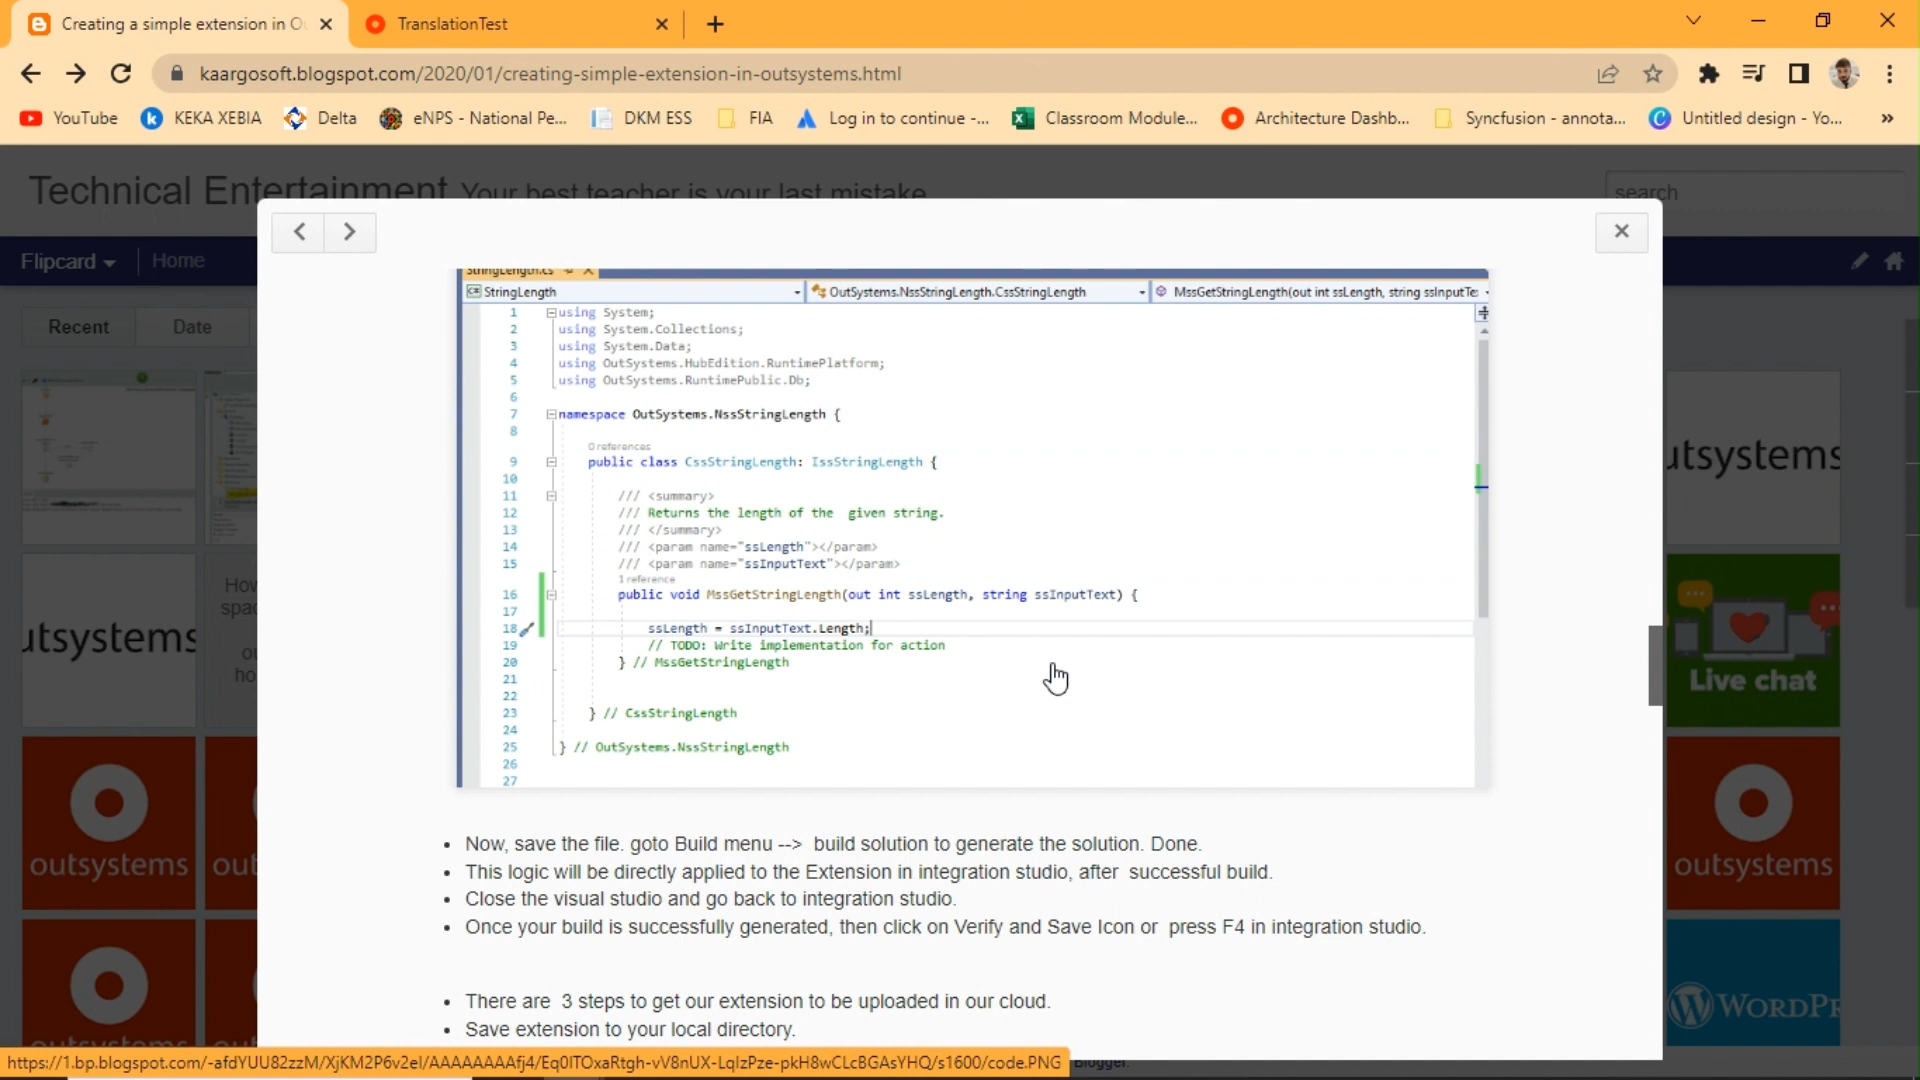 Creating a simple extension in O
TranslationTest
kaargosoft.blogspot.com/2020/01/creating-simple-extension-in-outsystems.html
YouTube
KEKA XEBIA
Delta
eNPS - National Pe...
DKM ESS
FIA
Log in to continue -...
Classroom Module...
Architecture Dashb...
Syncfusion - annota...
Untitled design - Yo...
»
Technical Entertainment Your best teacher is your last mistake
search
Flipcard
Home
Recent
Date
StringLength.cs
StringLength
OutSystems.NssStringLength.CssStringLength
MssGetStringLength(out int ssLength, string ssInputTe
1 using System;
2 using System.Collections;
3 using System.Data;
4 using OutSystems.HubEdition.RuntimePlatform;
5 using OutSystems.RuntimePublic.Db;
6
7 namespace OutSystems.NssStringLength {
8
0 references
9 public class CssStringLength: IssStringLength {
10
11 /// <summary>
12 /// Returns the length of the  given string.
13 /// </summary>
14 /// <param name="ssLength"></param>
15 /// <param name="ssInputText"></param>
1 reference
16 public void MssGetStringLength(out int ssLength, string ssInputText) {
17
18 ssLength = ssInputText.Length;
19 // TODO: Write implementation for action
20 } // MssGetStringLength
21
22
23 } // CssStringLength
24
25 } // OutSystems.NssStringLength
26
27
• Now, save the file. goto Build menu -->  build solution to generate the solution. Done.
• This logic will be directly applied to the Extension in integration studio, after  successful build.
• Close the visual studio and go back to integration studio.
• Once your build is successfully generated, then click on Verify and Save Icon or  press F4 in integration studio.
• There are  3 steps to get our extension to be uploaded in our cloud.
• Save extension to your local directory.
utsystems
utsystems
How
spac
ou
ho
Live chat
outsystems
out
outsystems
WORDPR
https://1.bp.blogspot.com/-afdYUU82zzM/XjKM2P6v2eI/AAAAAAAAfj4/Eq0ITOxaRtgh-vV8nUX-LqIzPze-pkH8wCLcBGAsYHQ/s1600/code.PNG
Blogger.